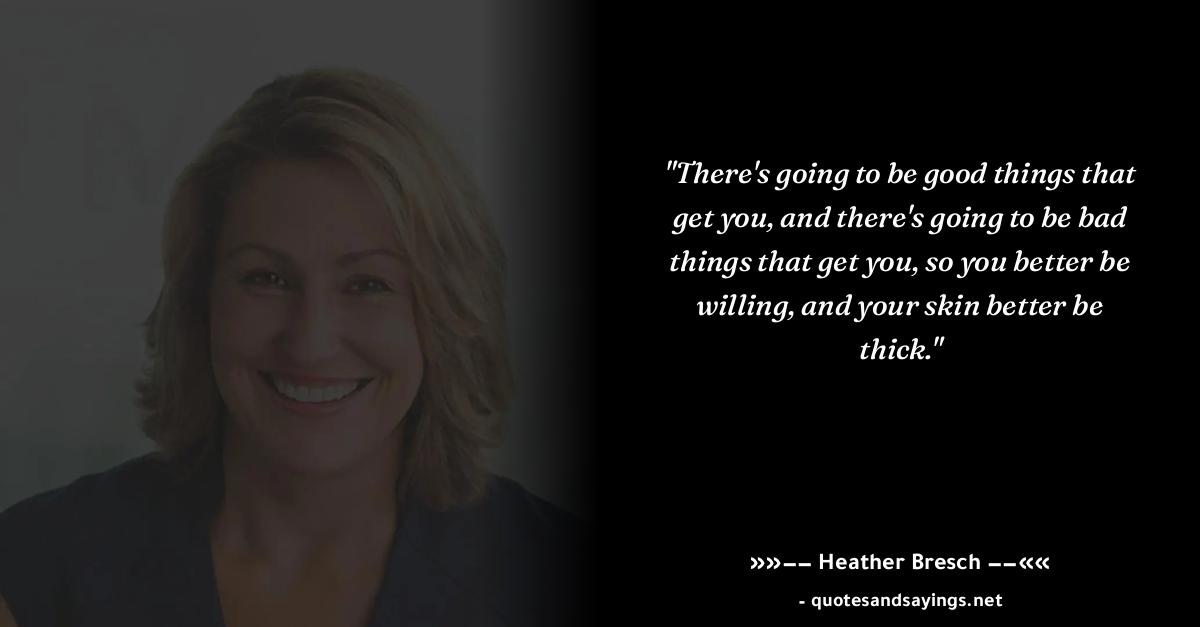 "There's going to be good things that
get you, and there's going to be bad
things that get you, so you better be
willing, and your skin better be
thick."
»»−− Heather Bresch −−««
- quotesandsayings.net